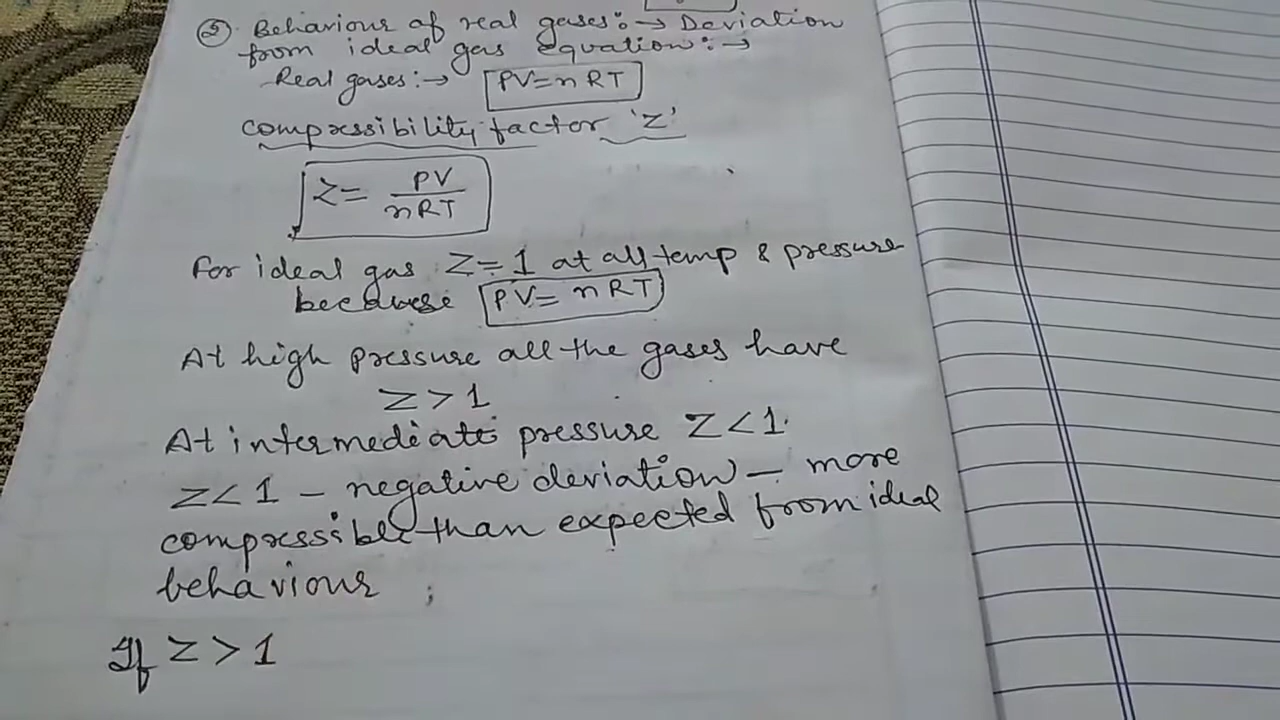 ② Behaviour of real gases:→ Deviation
from ideal gas equation:→
Real gases:→ PV=nRT
compressibility factor 'Z'
Z= PV/nRT
For ideal gas Z=1 at all temp & pressure
because PV=nRT
At high pressure all the gases have
Z>1
At intermediate pressure Z<1.
Z<1 – negative deviation – more
compressible than expected from ideal
behaviour ;
If Z>1